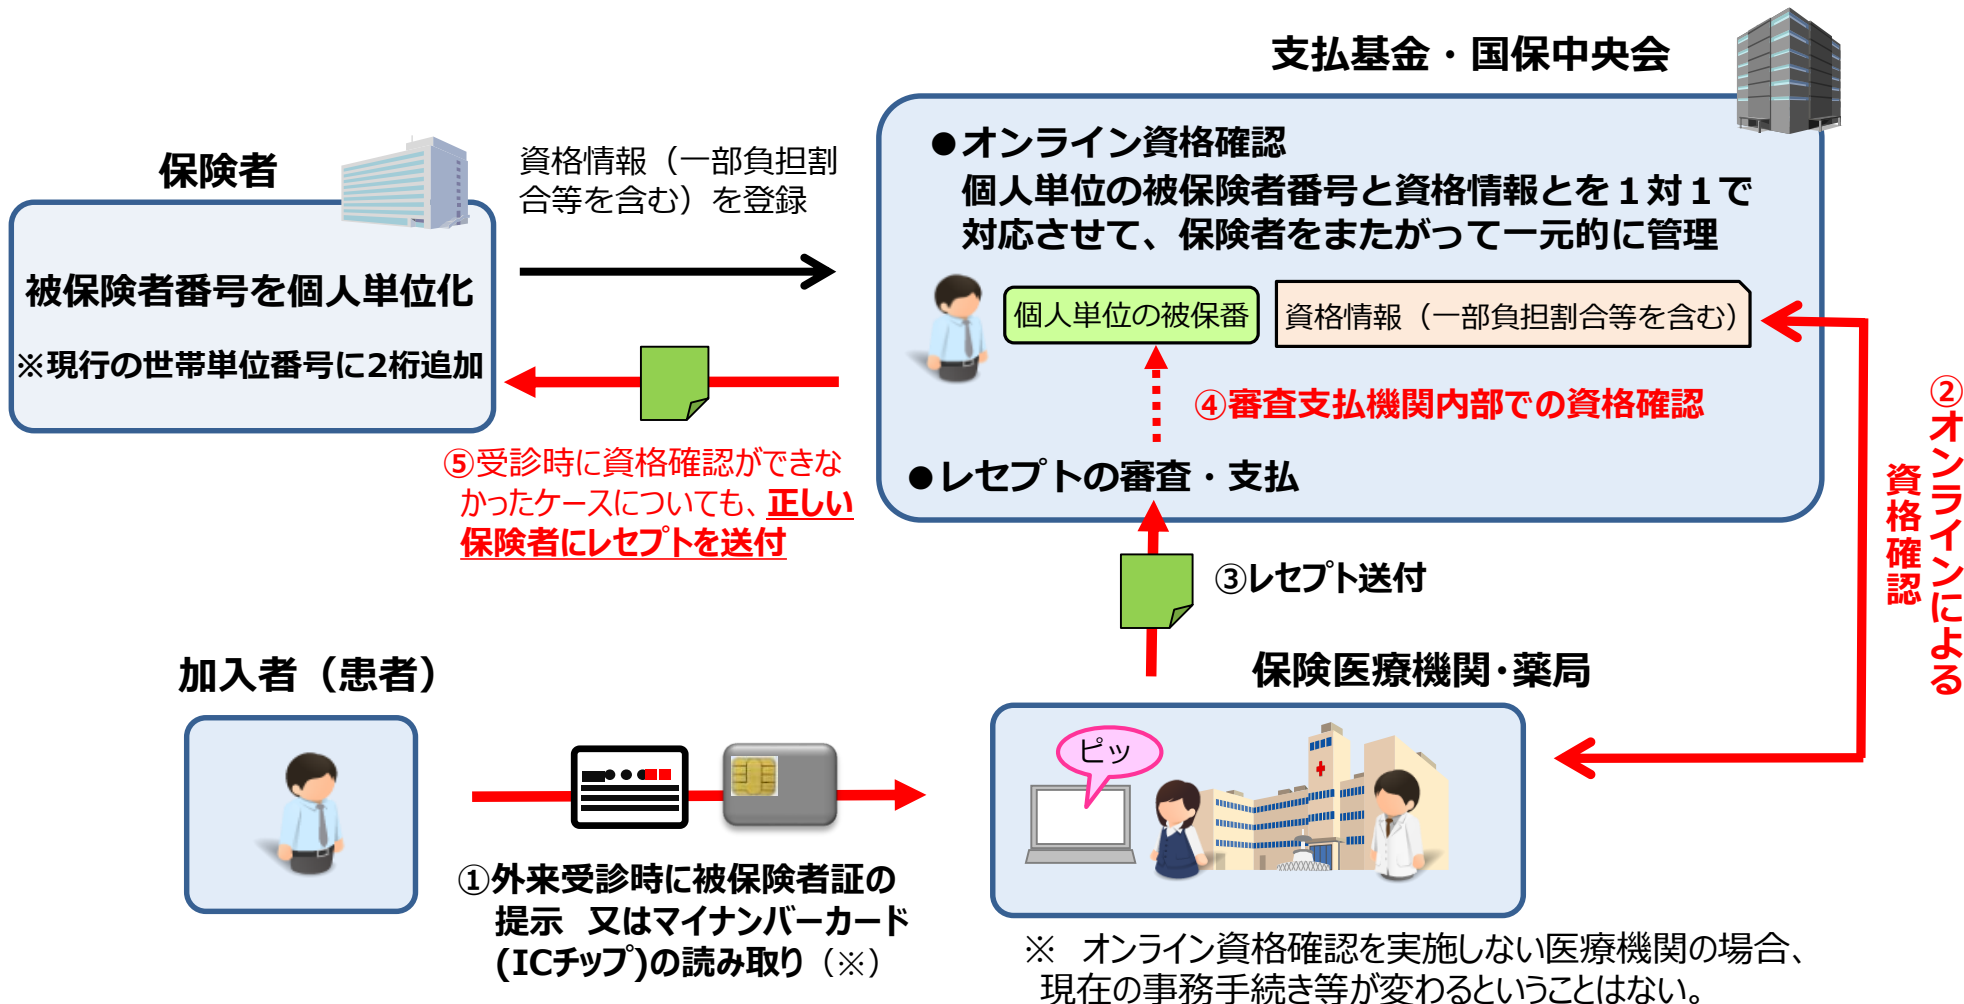 支払基金・国保中央会
保険者
資格情報（一部負担割
合等を含む）を登録
被保険者番号を個人単位化
※現行の世帯単位番号に2桁追加
●オンライン資格確認
個人単位の被保険者番号と資格情報とを１対１で
対応させて、保険者をまたがって一元的に管理
個人単位の被保番
資格情報（一部負担割合等を含む）
④審査支払機関内部での資格確認
●レセプトの審査・支払
②オンラインによる
資格確認
⑤受診時に資格確認ができな
かったケースについても、正しい
保険者にレセプトを送付
③レセプト送付
加入者（患者）
保険医療機関･薬局
ピッ
①外来受診時に被保険者証の
提示　又はマイナンバーカード
(ICチップ)の読み取り（※）
※　オンライン資格確認を実施しない医療機関の場合、
現在の事務手続き等が変わるということはない。